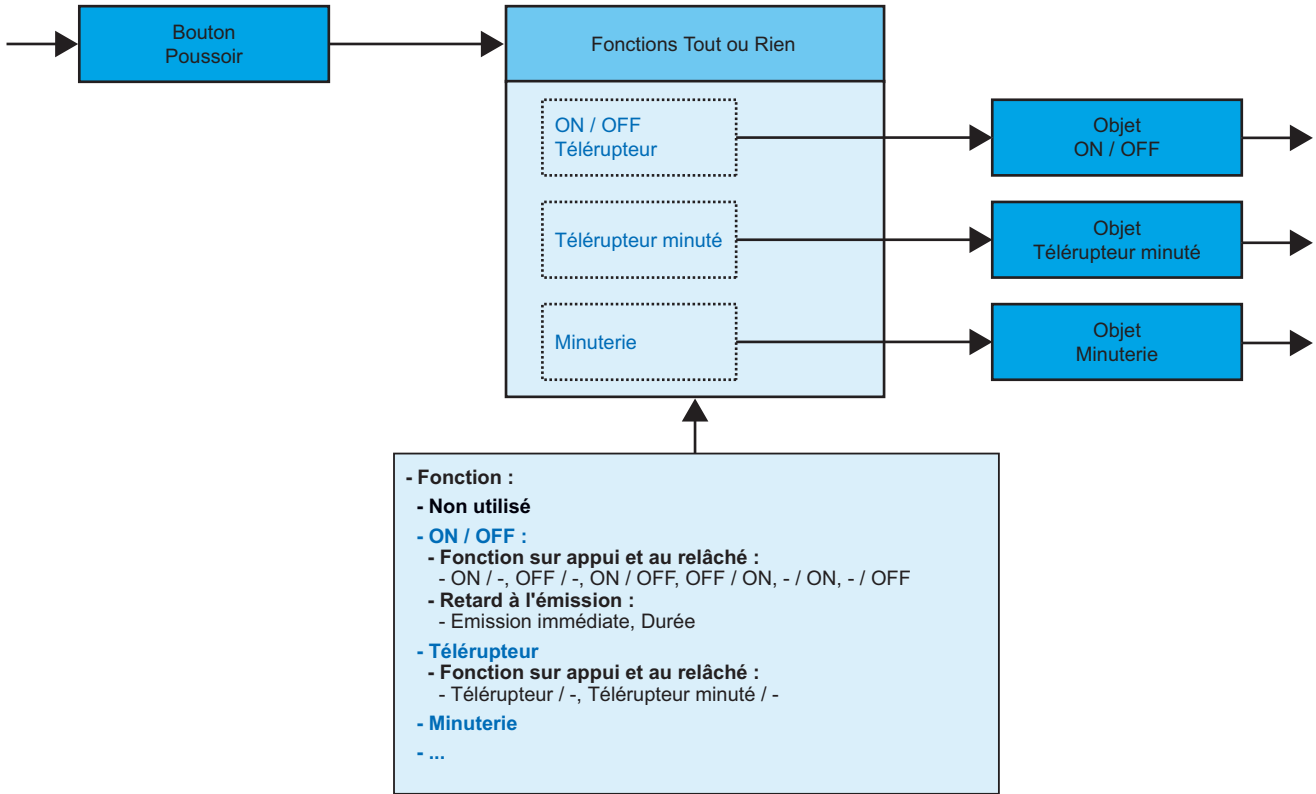 Bouton
Poussoir
Fonctions Tout ou Rien
ON / OFF
Télérupteur
Objet
ON / OFF
Télérupteur minuté
Objet
Télérupteur minuté
Minuterie
Objet
Minuterie
- Fonction :
- Non utilisé
- ON / OFF :
- Fonction sur appui et au relâché :
- ON / -, OFF / -, ON / OFF, OFF / ON, - / ON, - / OFF
- Retard à l'émission :
- Emission immédiate, Durée
- Télérupteur
- Fonction sur appui et au relâché :
- Télérupteur / -, Télérupteur minuté / -
- Minuterie
- ...